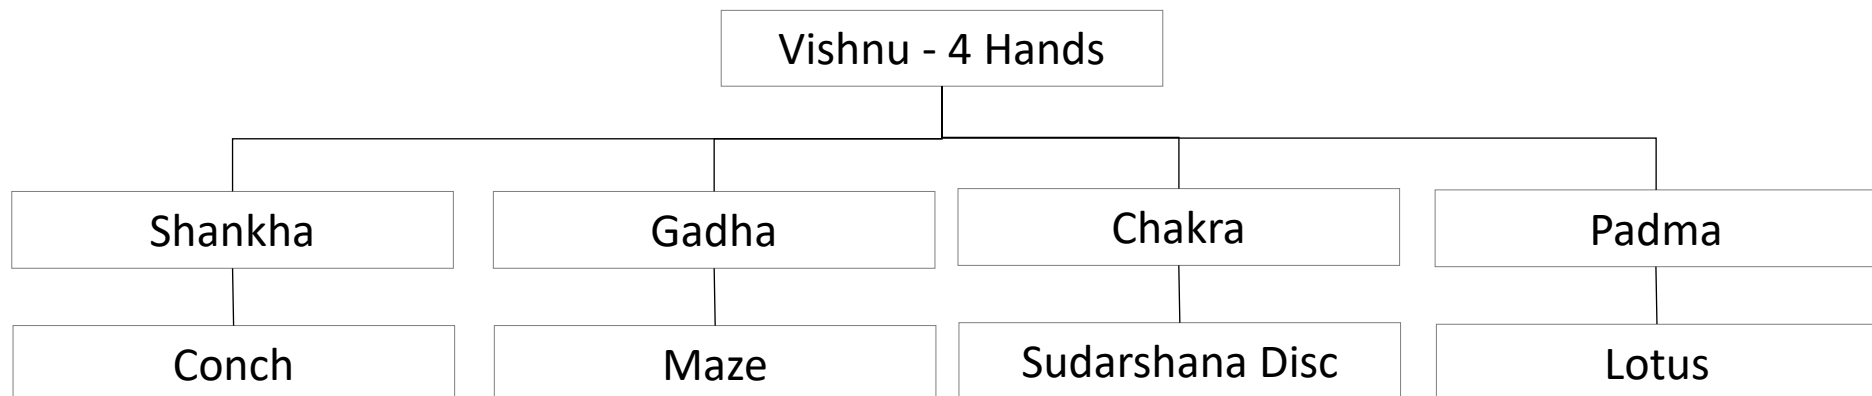 Vishnu - 4 Hands
Shankha
Gadha
Chakra
Padma
Conch
Maze
Sudarshana Disc
Lotus